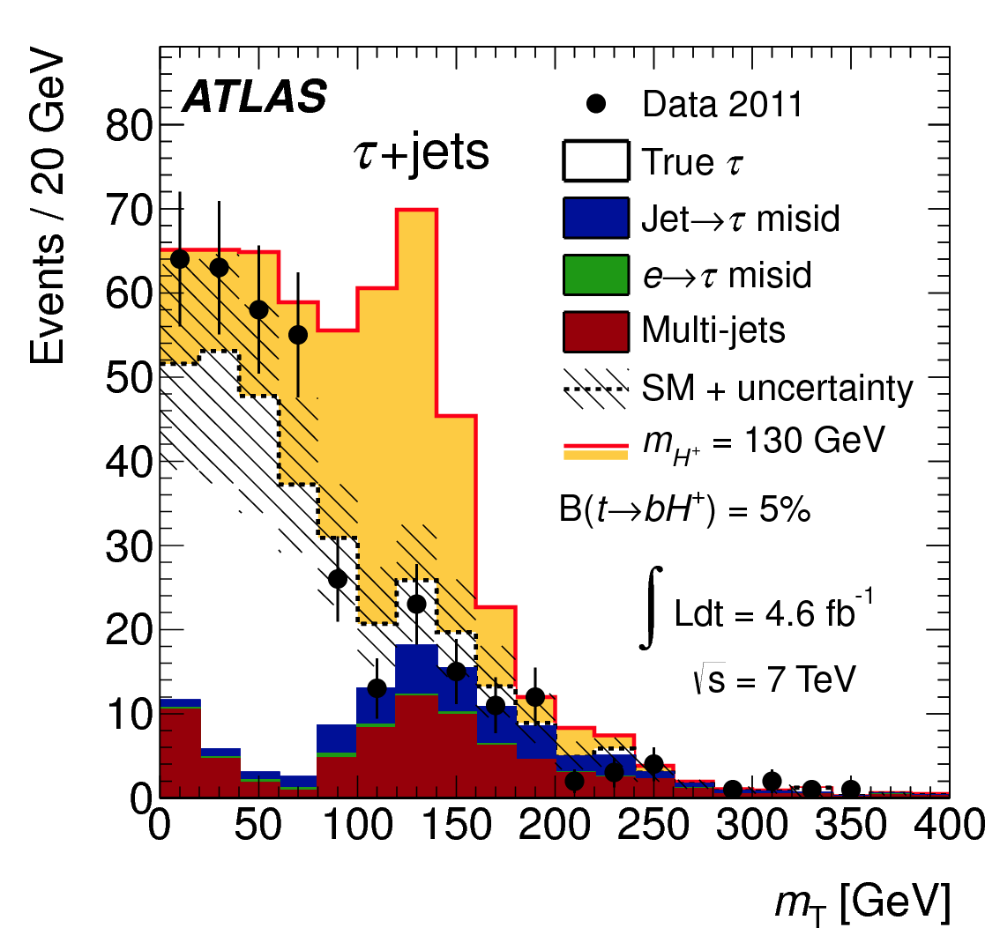 ATLAS
τ+jets
Data 2011
True τ
Jet→τ misid
e→τ misid
Multi-jets
SM + uncertainty
m_H⁺ = 130 GeV
B(t→bH⁺) = 5%
∫ Ldt = 4.6 fb⁻¹
√s = 7 TeV
Events / 20 GeV
80
70
60
50
40
30
20
10
0
0 50 100 150 200 250 300 350 400
m_T [GeV]